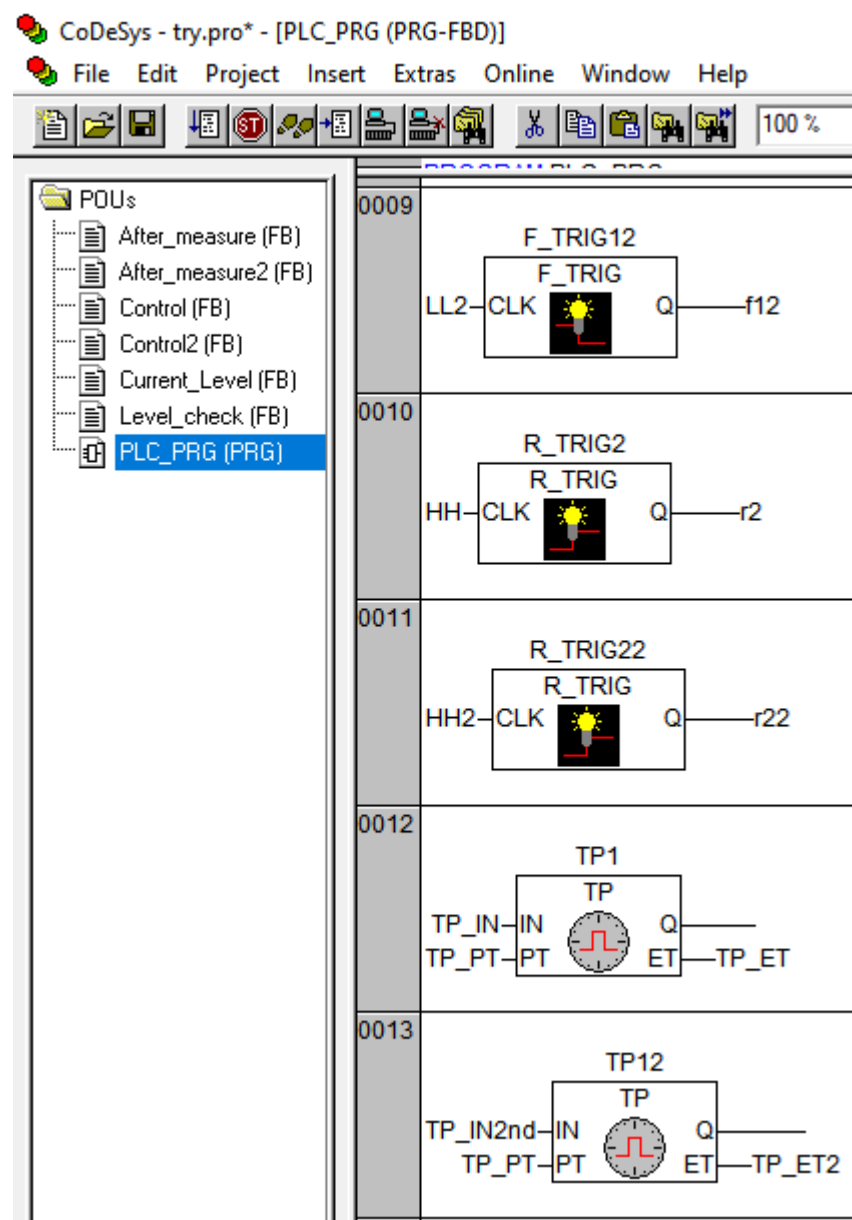 CoDeSys - try.pro* - [PLC_PRG (PRG-FBD)]
File Edit Project Insert Extras Online Window Help
ST
100 %
POUs
After_measure (FB)
After_measure2 (FB)
Control (FB)
Control2 (FB)
Current_Level (FB)
Level_check (FB)
PLC_PRG (PRG)
PROGRAM PLC_PRG
0009
F_TRIG12
F_TRIG
LL2 CLK Q f12
0010
R_TRIG2
R_TRIG
HH CLK Q r2
0011
R_TRIG22
R_TRIG
HH2 CLK Q r22
0012
TP1
TP
TP_IN IN Q
TP_PT PT ET TP_ET
0013
TP12
TP
TP_IN2nd IN Q
TP_PT PT ET TP_ET2